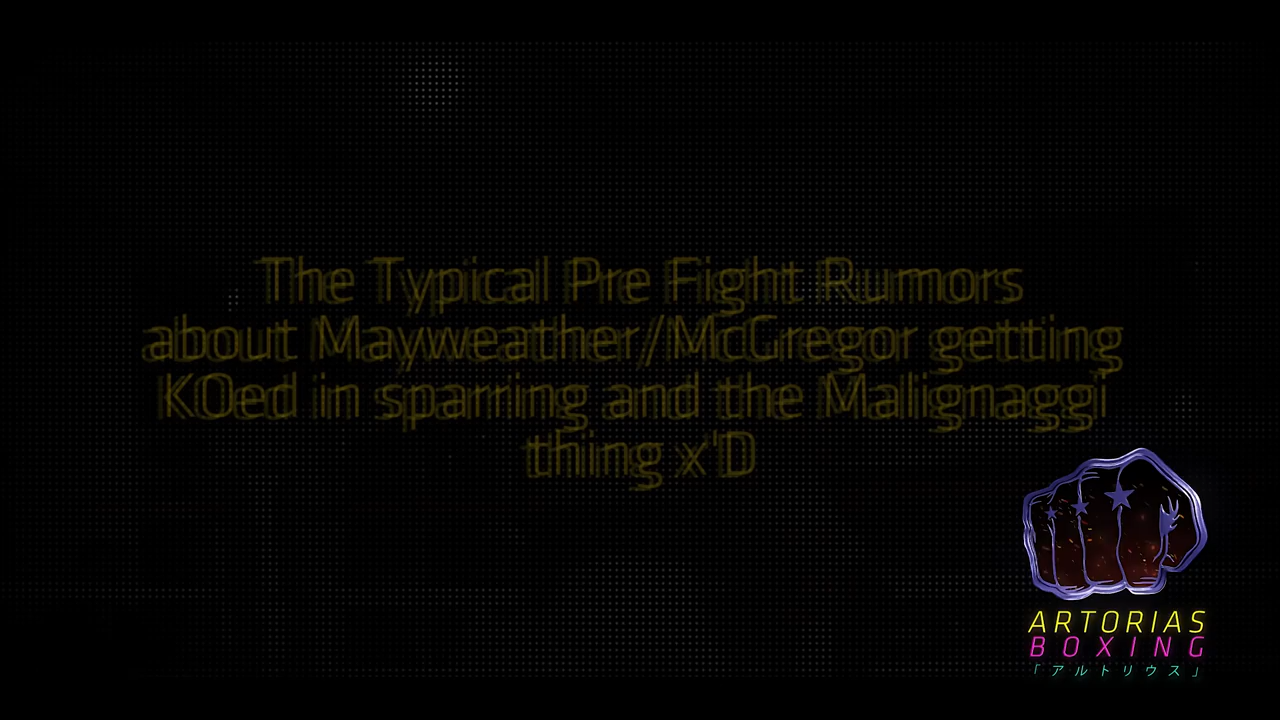 The Typical Pre Fight Rumors
about Mayweather/McGregor getting
KOed in sparring and the Malignaggi
thing x'D
ARTORIAS
BOXING
「アルトリウス」